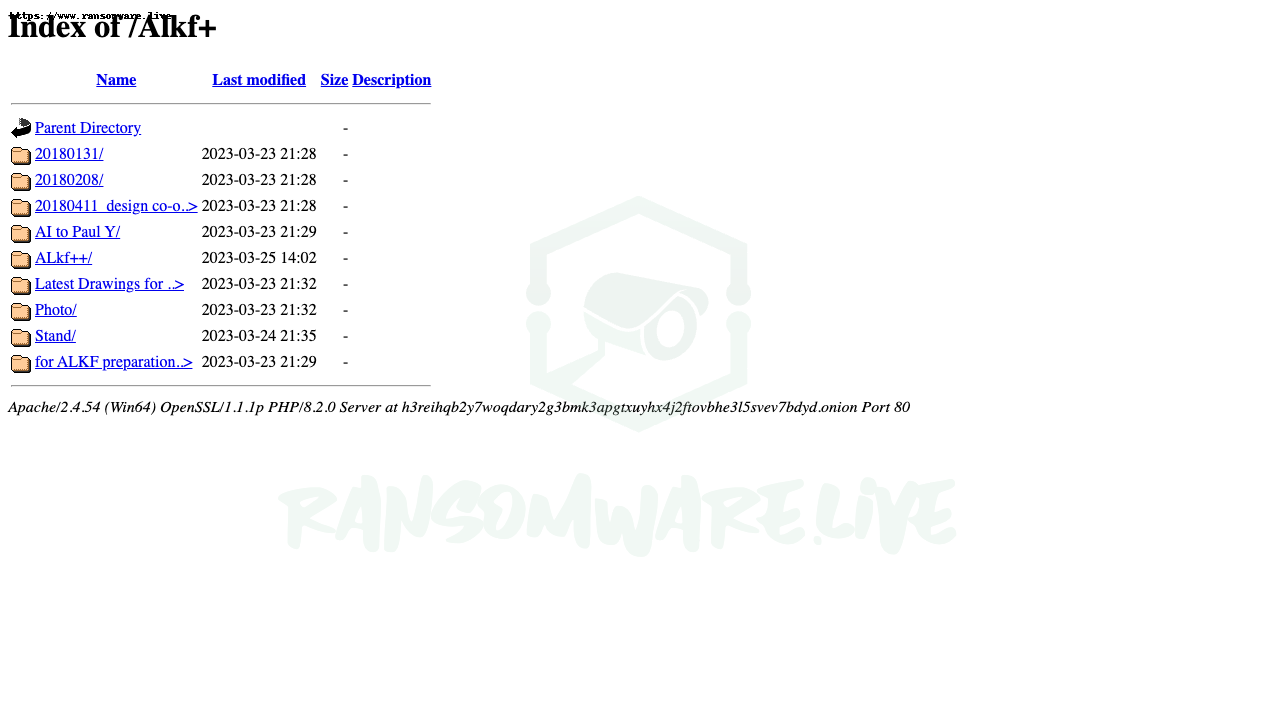 https://www.ransomware.live
Index of /Alkf+
Name Last modified Size Description
Parent Directory -
20180131/ 2023-03-23 21:28 -
20180208/ 2023-03-23 21:28 -
20180411_design co-o..> 2023-03-23 21:28 -
AI to Paul Y/ 2023-03-23 21:29 -
ALkf++/ 2023-03-25 14:02 -
Latest Drawings for ..> 2023-03-23 21:32 -
Photo/ 2023-03-23 21:32 -
Stand/ 2023-03-24 21:35 -
for ALKF preparation..> 2023-03-23 21:29 -
Apache/2.4.54 (Win64) OpenSSL/1.1.1p PHP/8.2.0 Server at h3reihqb2y7woqdary2g3bmk3apgtxuyhx4j2ftovbhe3l5svev7bdyd.onion Port 80
RANSOMWARE.LIVE